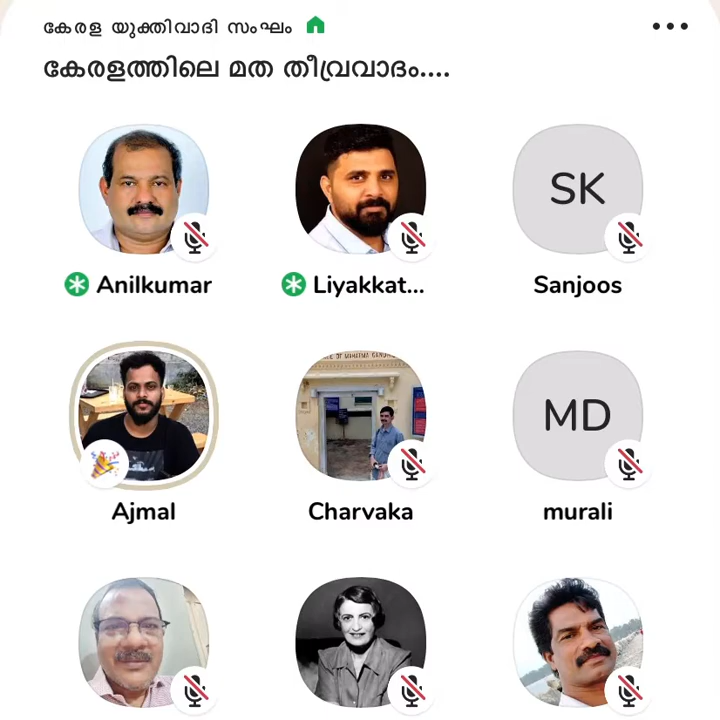 കേരള യുക്തിവാദി സംഘം
കേരളത്തിലെ മത തീവ്രവാദം....
SK
Anilkumar
Liyakkat...
Sanjoos
MD
Ajmal
Charvaka
murali